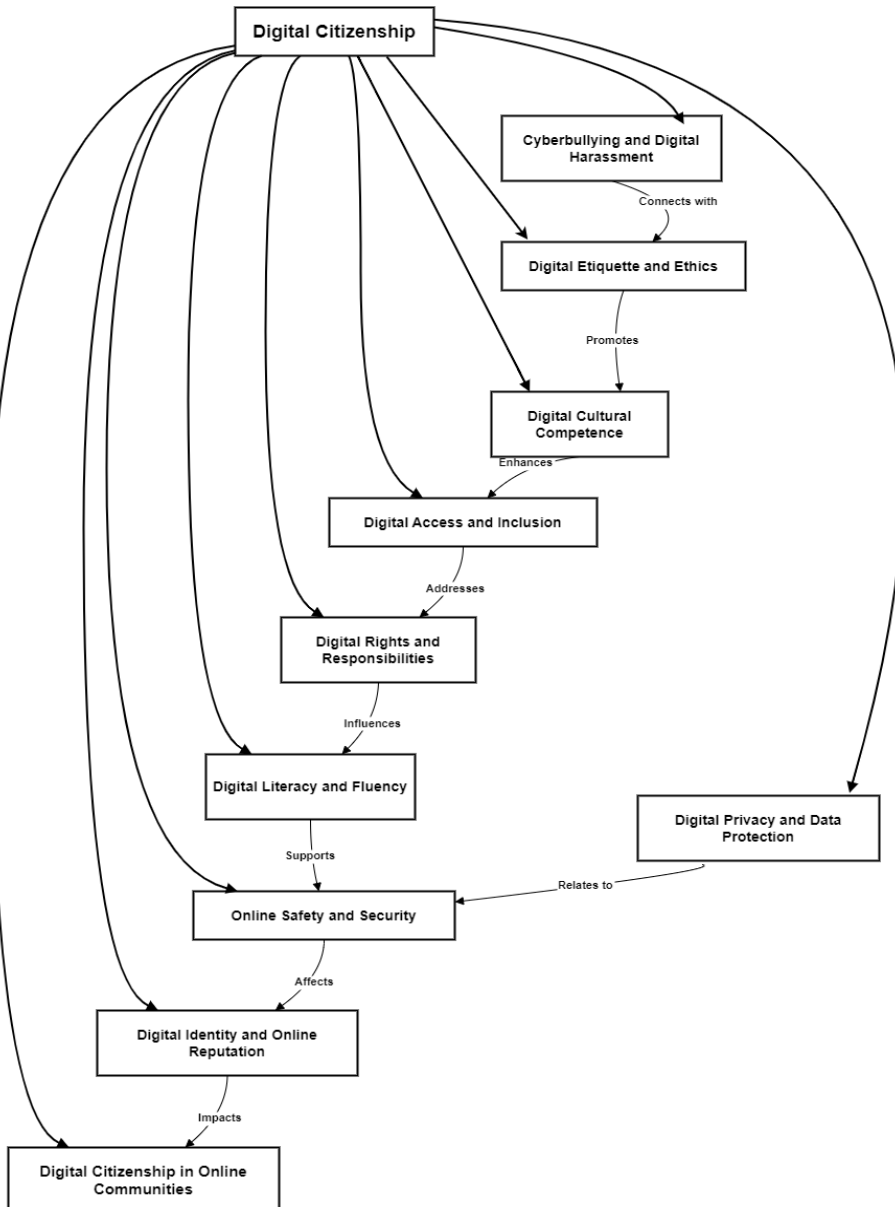 Digital Citizenship
Cyberbullying and Digital
Harassment
Connects with
Digital Etiquette and Ethics
Promotes
Digital Cultural
Competence
Enhances
Digital Access and Inclusion
Addresses
Digital Rights and
Responsibilities
Influences
Digital Literacy and Fluency
Digital Privacy and Data
Protection
Supports
Relates to
Online Safety and Security
Affects
Digital Identity and Online
Reputation
Impacts
Digital Citizenship in Online
Communities